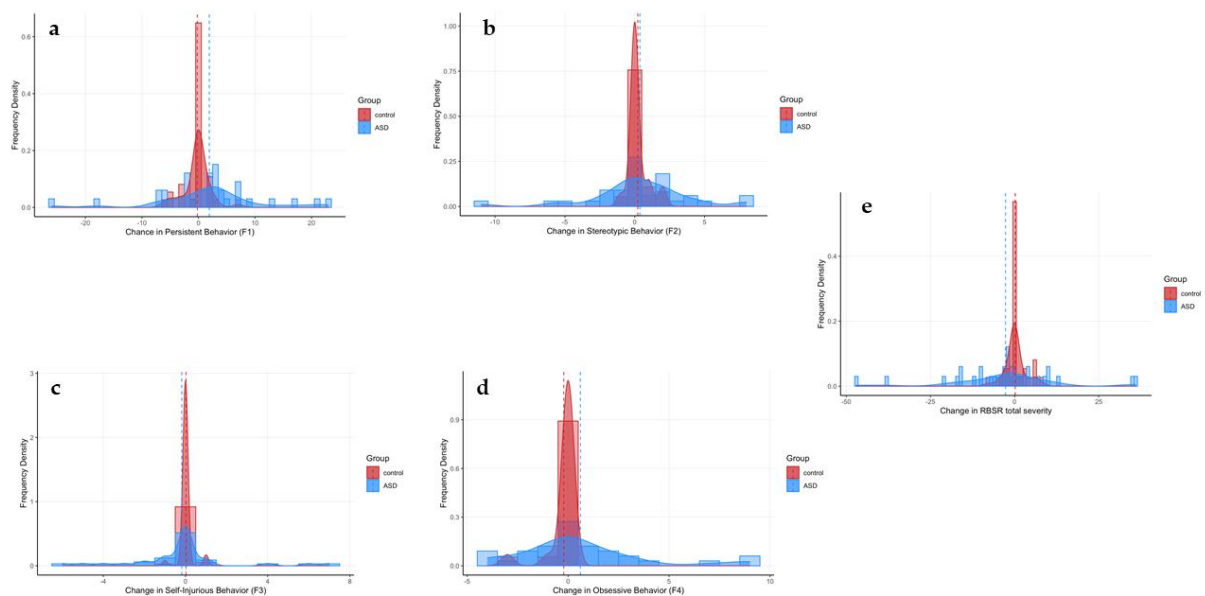 a
Frequency Density
0.6
0.4
0.2
0.0
-20
-10
0
10
20
Chance in Persistent Behavior (F1)
Group
control
ASD
b
Frequency Density
1.00
0.75
0.50
0.25
0.00
-10
-5
0
5
Change in Stereotypic Behavior (F2)
Group
control
ASD
c
Frequency Density
3
2
1
0
-4
0
4
8
Change in Self-Injurious Behavior (F3)
Group
control
ASD
d
Frequency Density
0.9
0.6
0.3
0.0
-5
0
5
10
Change in Obsessive Behavior (F4)
Group
control
ASD
e
Frequency Density
0.4
0.2
0.0
-50
-25
0
25
Change in RBSR total severity
Group
control
ASD